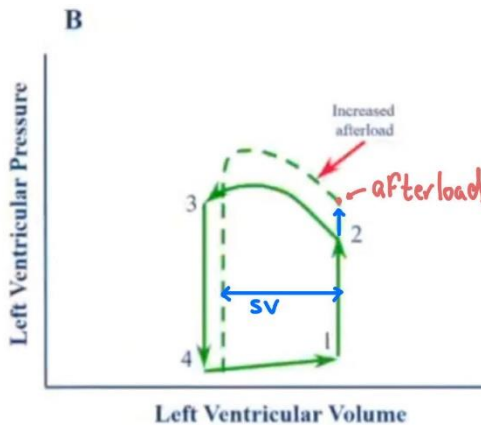 B
Left Ventricular Pressure
Increased
afterload
afterload
3
2
SV
1
4
Left Ventricular Volume